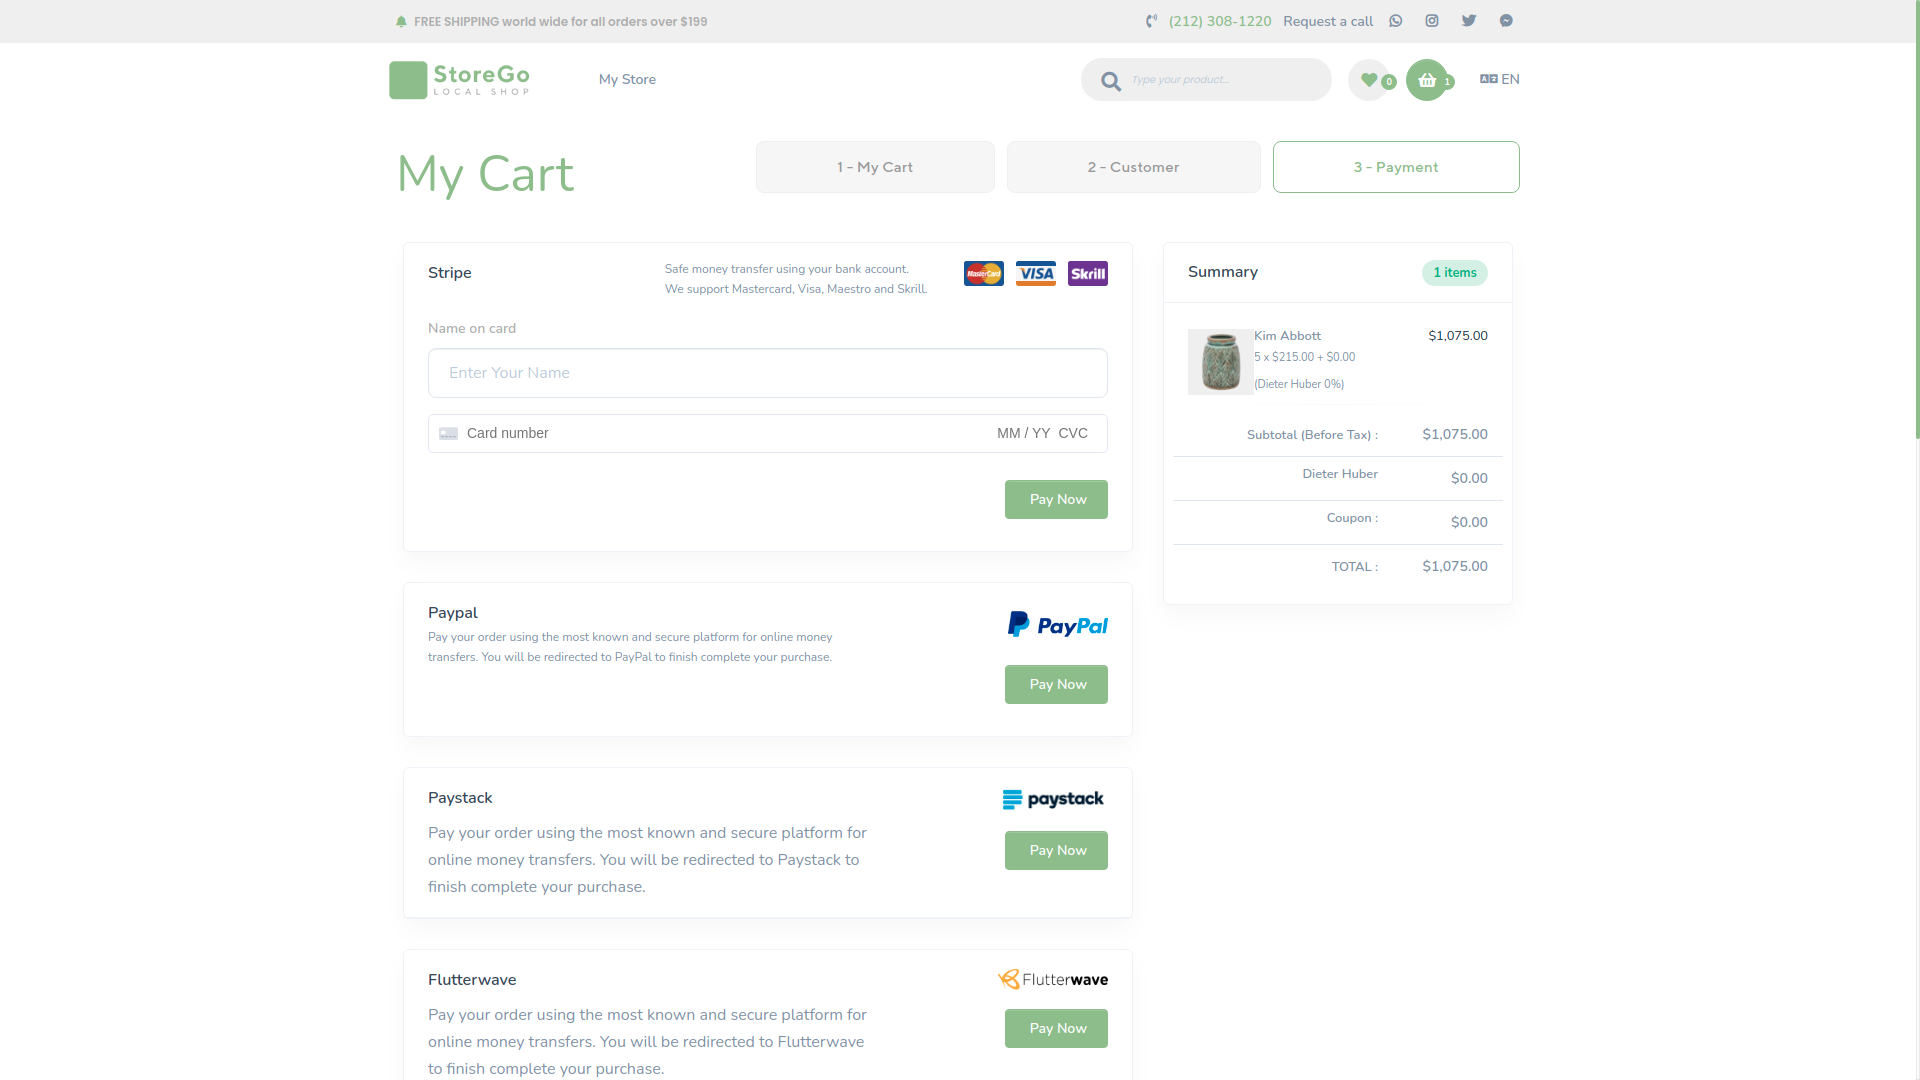 FREE SHIPPING world wide for all orders over $199
(212) 308-1220 Request a call
StoreGo
LOCAL SHOP
My Store
Type your product...
0
1
EN
My Cart
1 - My Cart
2 - Customer
3 - Payment
Stripe
Safe money transfer using your bank account.
We support Mastercard, Visa, Maestro and Skrill.
MasterCard
VISA
Skrill
Name on card
Enter Your Name
Card number
MM / YY CVC
Pay Now
Paypal
Pay your order using the most known and secure platform for online money
transfers. You will be redirected to PayPal to finish complete your purchase.
PayPal
Pay Now
Paystack
Pay your order using the most known and secure platform for
online money transfers. You will be redirected to Paystack to
finish complete your purchase.
paystack
Pay Now
Flutterwave
Pay your order using the most known and secure platform for
online money transfers. You will be redirected to Flutterwave
to finish complete your purchase.
Flutterwave
Pay Now
Summary
1 items
Kim Abbott
$1,075.00
5 x $215.00 + $0.00
(Dieter Huber 0%)
Subtotal (Before Tax) : $1,075.00
Dieter Huber $0.00
Coupon : $0.00
TOTAL : $1,075.00